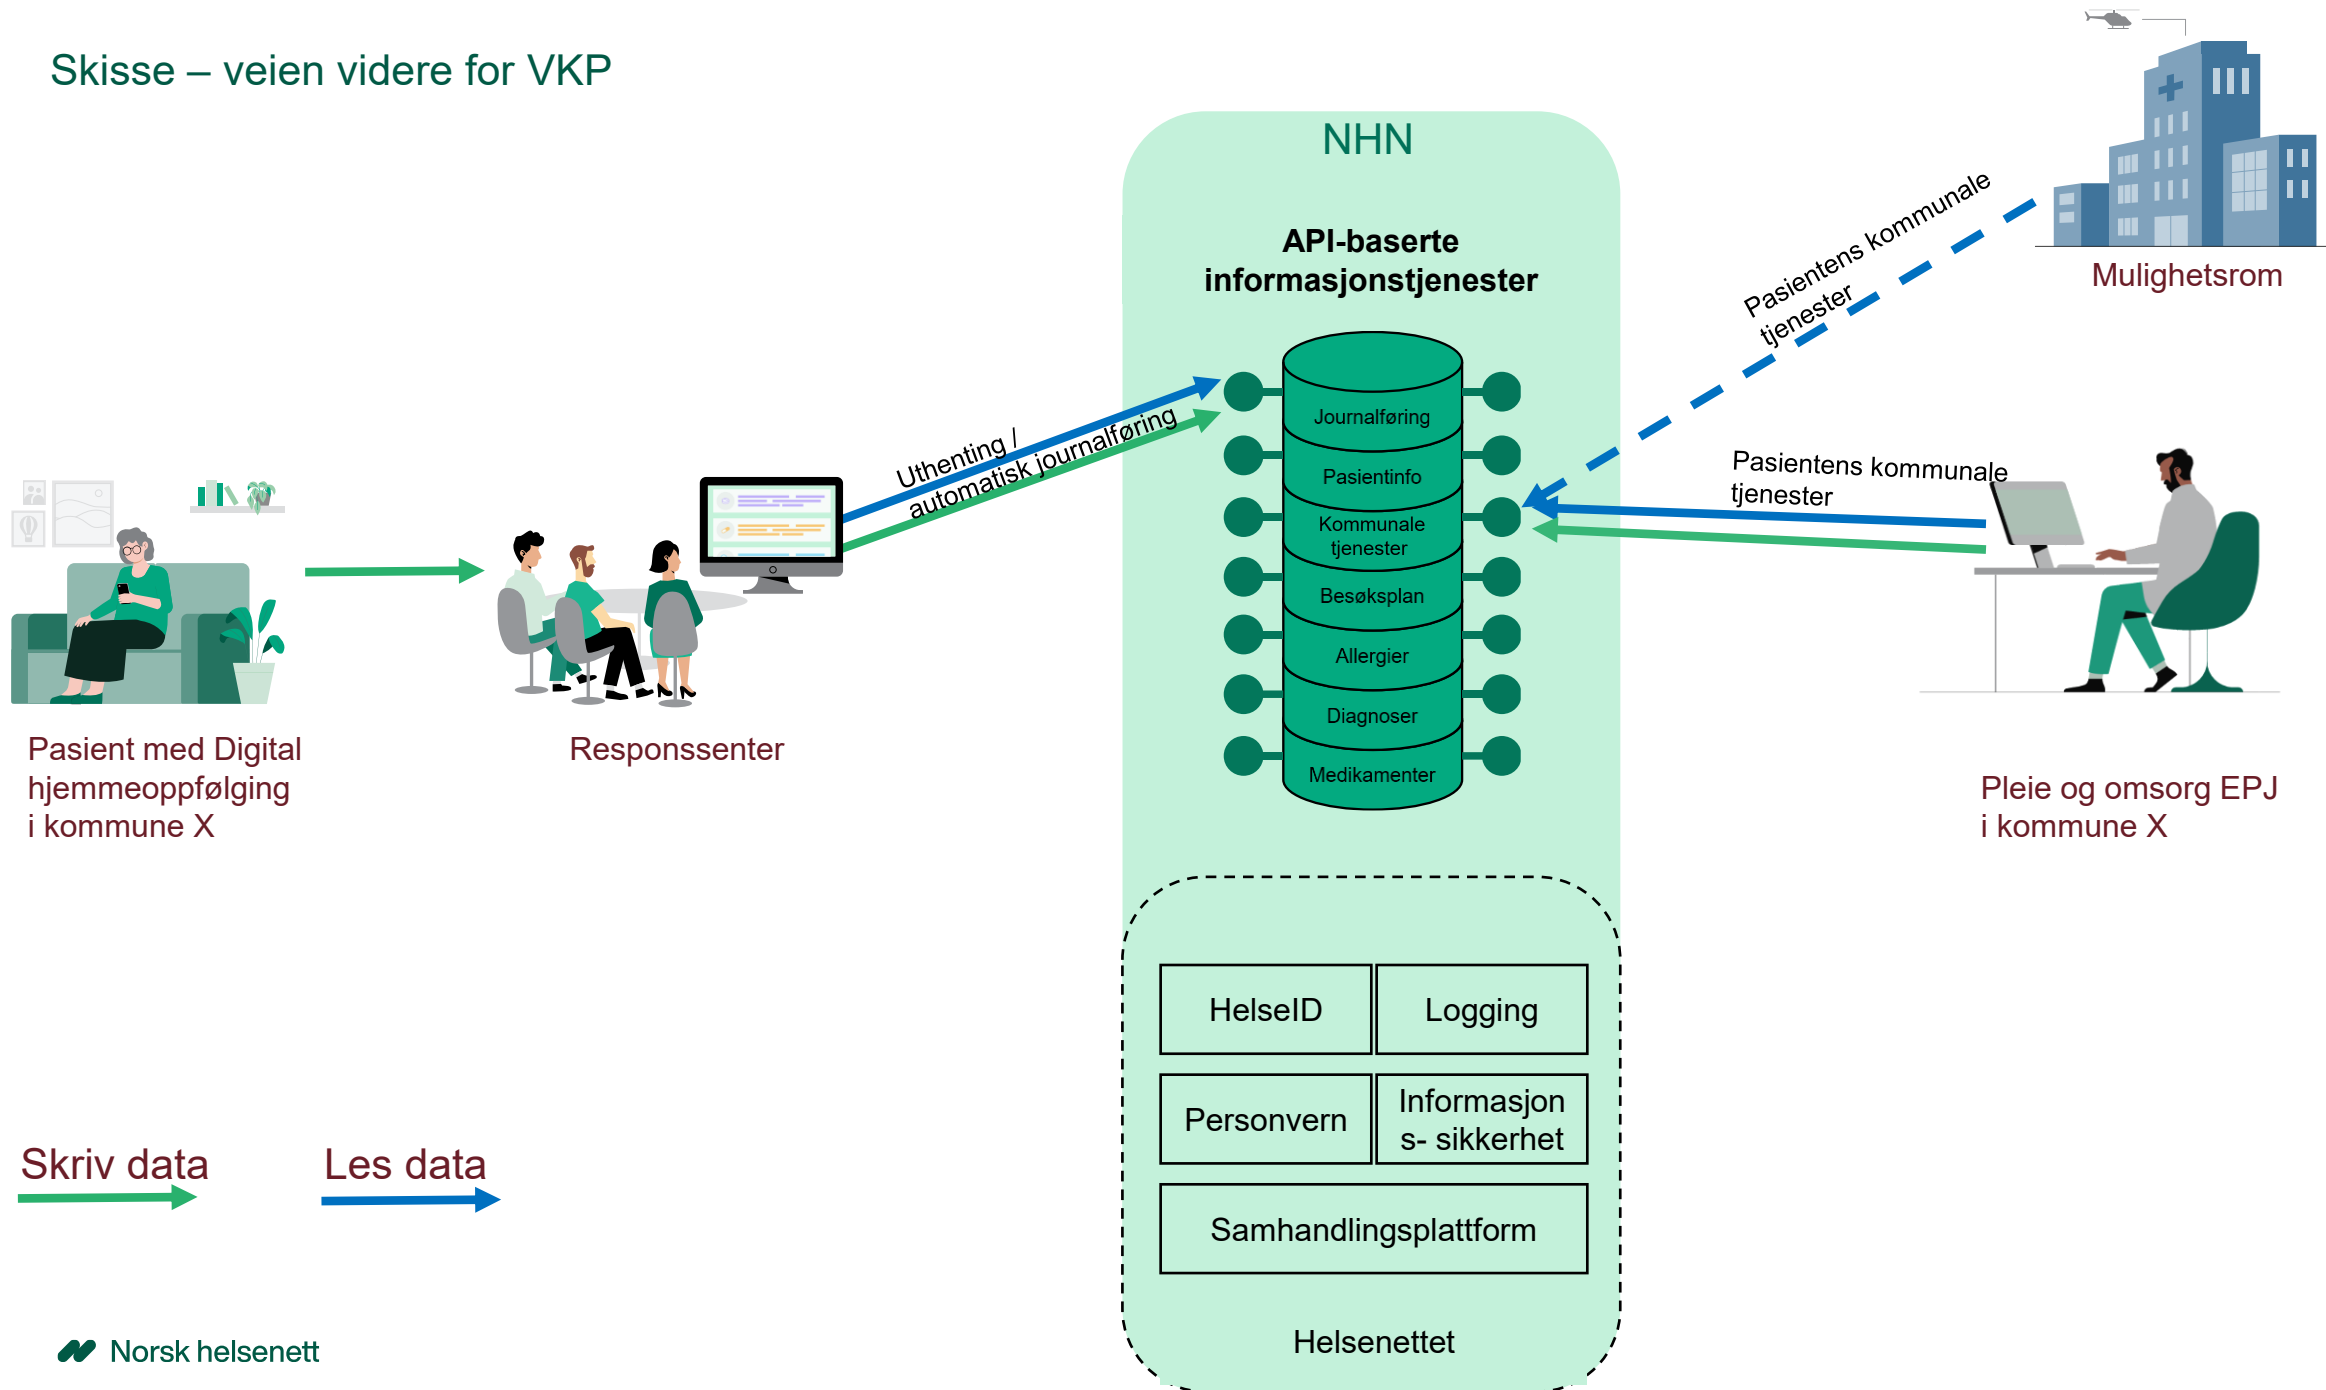 Skisse – veien videre for VKP
NHN
API-baserte
informasjonstjenester
Pasientens kommunale
tjenester
Mulighetsrom
Uthenting /
automatisk journalføring
Journalføring
Pasientinfo
Kommunale
tjenester
Besøksplan
Allergier
Diagnoser
Medikamenter
Pasientens kommunale
tjenester
Pasient med Digital
hjemmeoppfølging
i kommune X
Responssenter
Pleie og omsorg EPJ
i kommune X
HelseID
Logging
Personvern
Informasjon
s- sikkerhet
Samhandlingsplattform
Helsenettet
Skriv data
Les data
Norsk helsenett